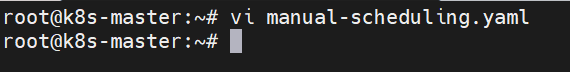 root@k8s-master:~# vi manual-scheduling.yaml
root@k8s-master:~#